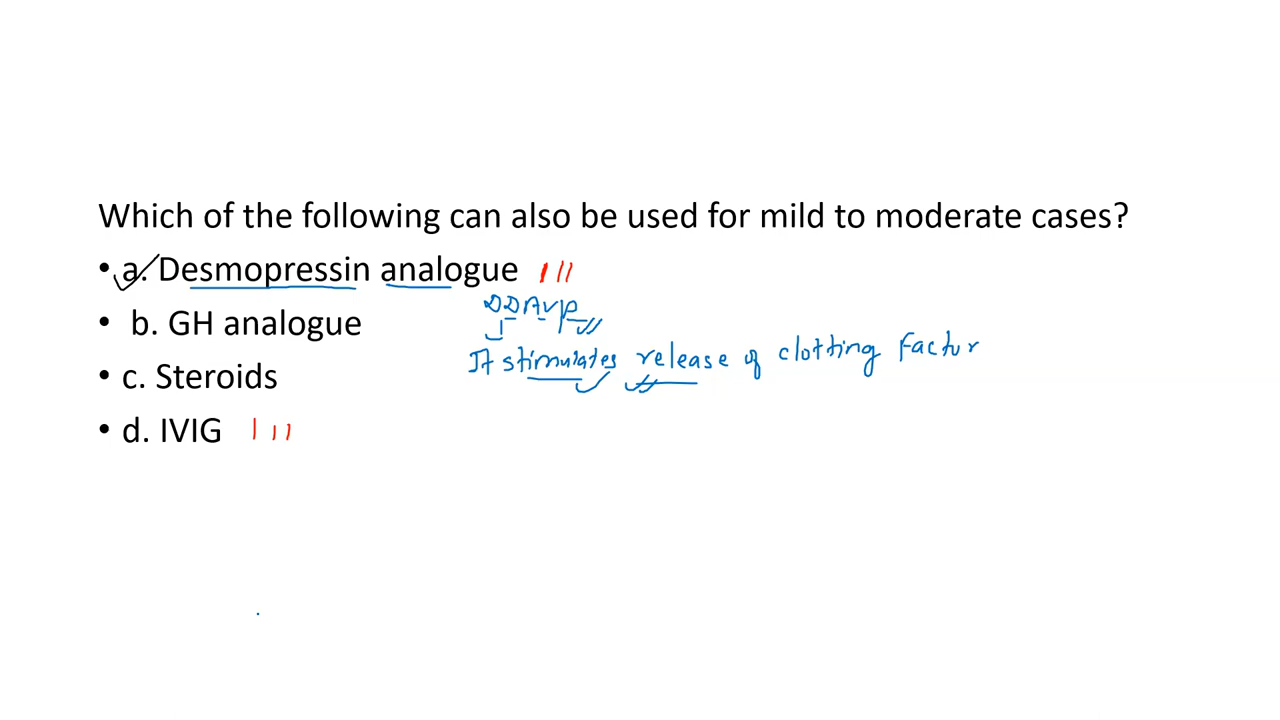 Which of the following can also be used for mild to moderate cases?
• a. Desmopressin analogue
DDAVP
• b. GH analogue
It stimulates release of clotting factor
• c. Steroids
• d. IVIG